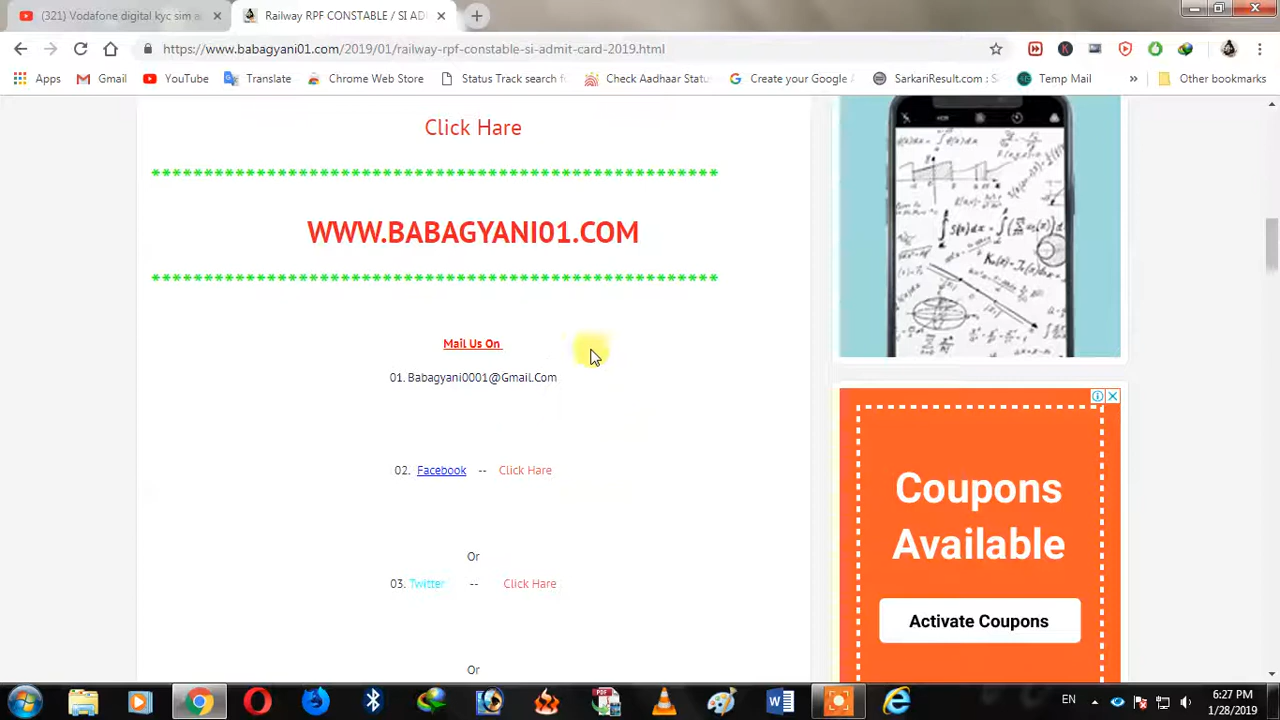 (321) Vodafone digital kyc sim a
Railway RPF CONSTABLE / SI AD
https://www.babagyani01.com/2019/01/railway-rpf-constable-si-admit-card-2019.html
Apps
Gmail
YouTube
Translate
Chrome Web Store
Status Track search f
Check Aadhaar Statu
Create your Google A
SarkariResult.com : S
Temp Mail
»
Other bookmarks
Click Hare
***********************************************
WWW.BABAGYANI01.COM
***********************************************
Mail Us On
01. Babagyani0001@Gmail.Com
02. Facebook -- Click Hare
Or
03. Twitter -- Click Hare
Or
Coupons
Available
Activate Coupons
EN
6:27 PM
1/28/2019